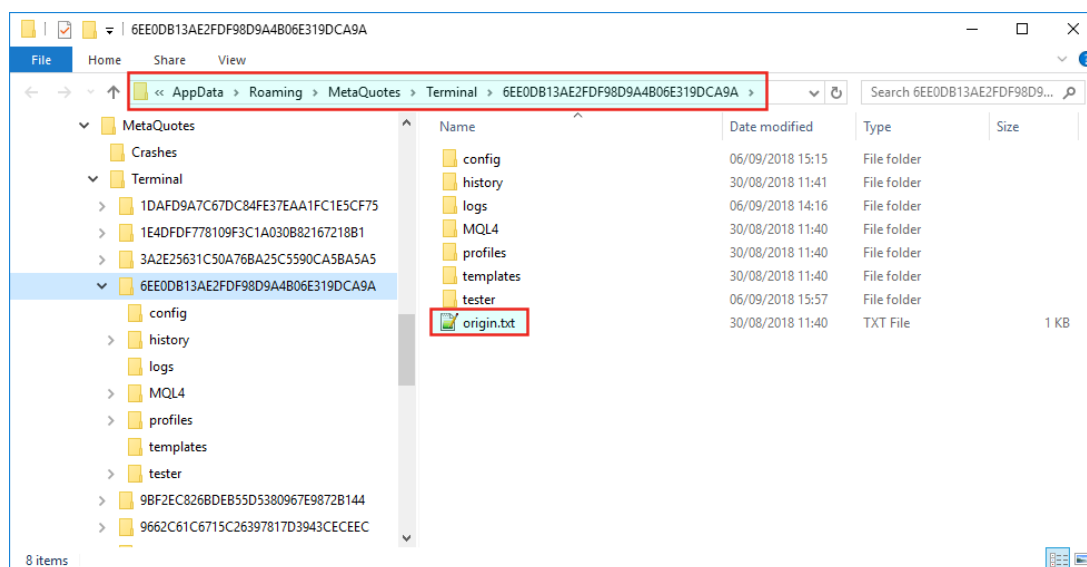 6EE0DB13AE2FDF98D9A4B06E319DCA9A
File Home Share View
« AppData > Roaming > MetaQuotes > Terminal > 6EE0DB13AE2FDF98D9A4B06E319DCA9A > Search 6EE0DB13AE2FDF98D9...
MetaQuotes
Crashes
Terminal
1DAFD9A7C67DC84FE37EAA1FC1E5CF75
1E4DFDF778109F3C1A030B82167218B1
3A2E25631C50A76BA25C5590CA5BA5A5
6EE0DB13AE2FDF98D9A4B06E319DCA9A
config
history
logs
MQL4
profiles
templates
tester
9BF2EC826BDEB55D5380967E9872B144
9662C61C6715C26397817D3943CECEEC
Name Date modified Type Size
config 06/09/2018 15:15 File folder
history 30/08/2018 11:41 File folder
logs 06/09/2018 14:16 File folder
MQL4 30/08/2018 11:40 File folder
profiles 30/08/2018 11:40 File folder
templates 30/08/2018 11:40 File folder
tester 06/09/2018 15:57 File folder
origin.txt 30/08/2018 11:40 TXT File 1 KB
8 items